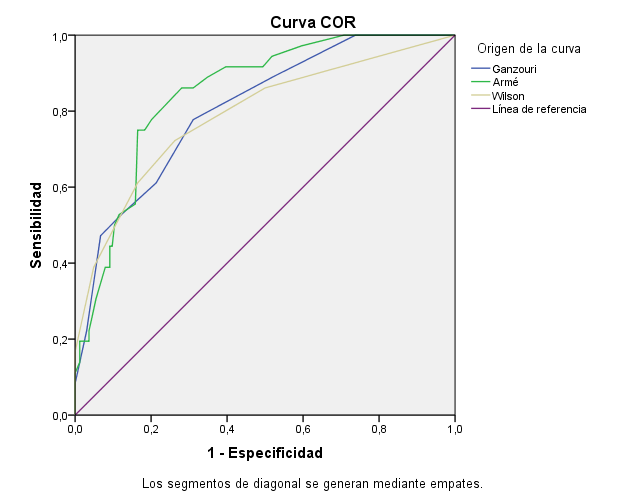 Curva COR
Origen de la curva
Ganzouri
Armé
Wilson
Línea de referencia
Sensibilidad
1,0
0,8
0,6
0,4
0,2
0,0
0,0 0,2 0,4 0,6 0,8 1,0
1 - Especificidad
Los segmentos de diagonal se generan mediante empates.